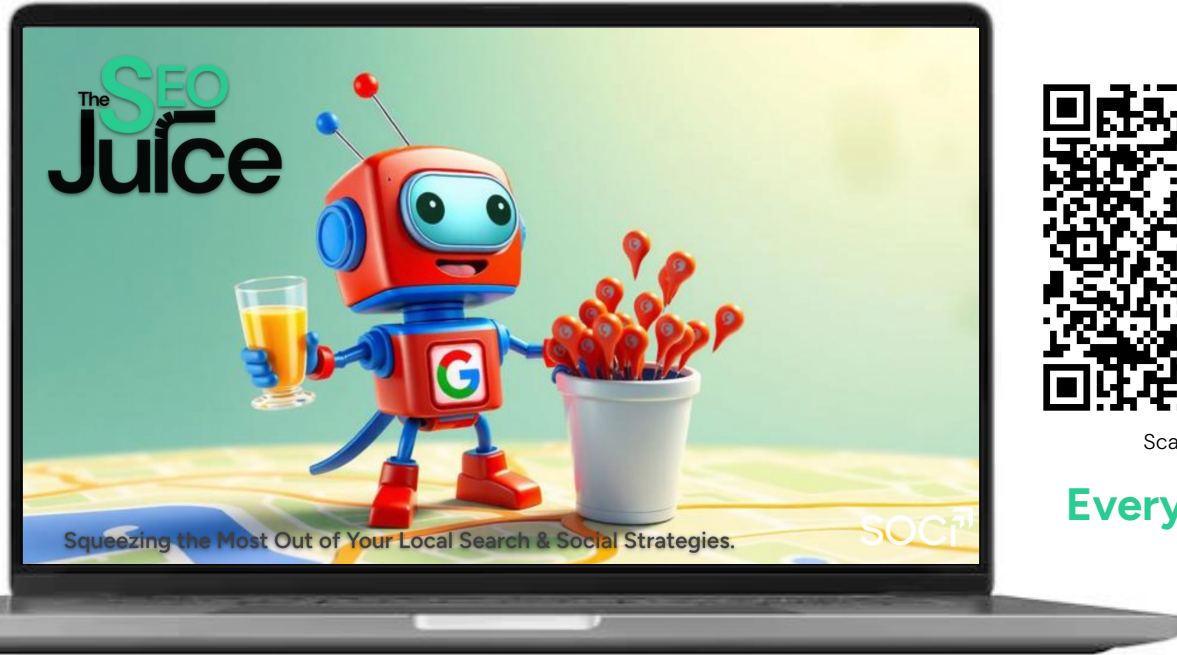 The SEO
Juice
G
Squeezing the Most Out of Your Local Search & Social Strategies.
SOCi
Sca
Every